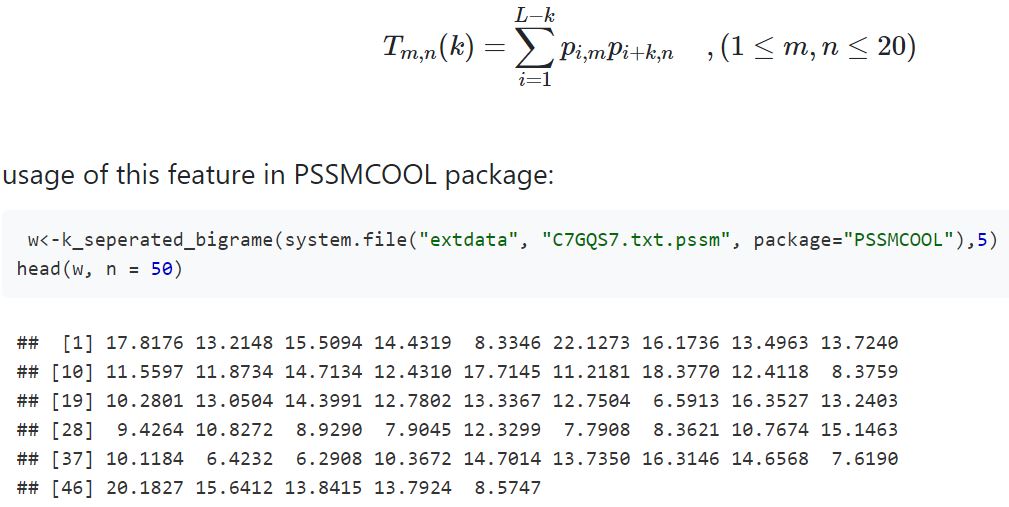 T_{m,n}(k) = \sum_{i=1}^{L-k} p_{i,m}p_{i+k,n} , (1 ≤ m, n ≤ 20)
usage of this feature in PSSMCOOL package:
w<-k_seperated_bigrame(system.file("extdata", "C7GQS7.txt.pssm", package="PSSMCOOL"),5)
head(w, n = 50)
##  [1] 17.8176 13.2148 15.5094 14.4319  8.3346 22.1273 16.1736 13.4963 13.7240
## [10] 11.5597 11.8734 14.7134 12.4310 17.7145 11.2181 18.3770 12.4118  8.3759
## [19] 10.2801 13.0504 14.3991 12.7802 13.3367 12.7504  6.5913 16.3527 13.2403
## [28]  9.4264 10.8272  8.9290  7.9045 12.3299  7.7908  8.3621 10.7674 15.1463
## [37] 10.1184  6.4232  6.2908 10.3672 14.7014 13.7350 16.3146 14.6568  7.6190
## [46] 20.1827 15.6412 13.8415 13.7924  8.5747